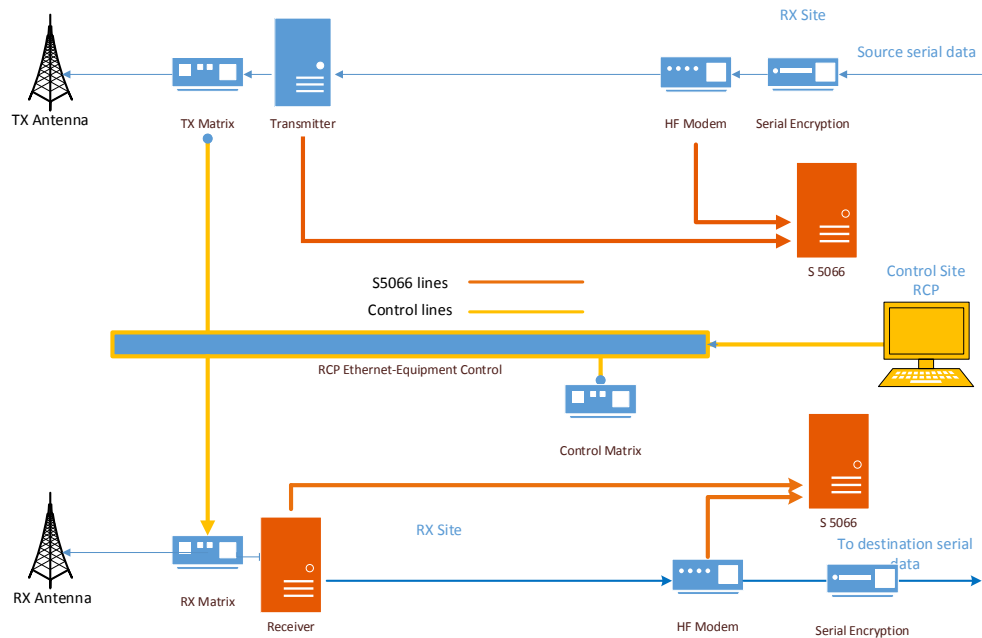 RX Site
Source serial data
TX Antenna
TX Matrix
Transmitter
HF Modem
Serial Encryption
S 5066
Control Site
RCP
S5066 lines
Control lines
RCP Ethernet-Equipment Control
Control Matrix
RX Site
S 5066
To destination serial
data
RX Antenna
RX Matrix
Receiver
HF Modem
Serial Encryption